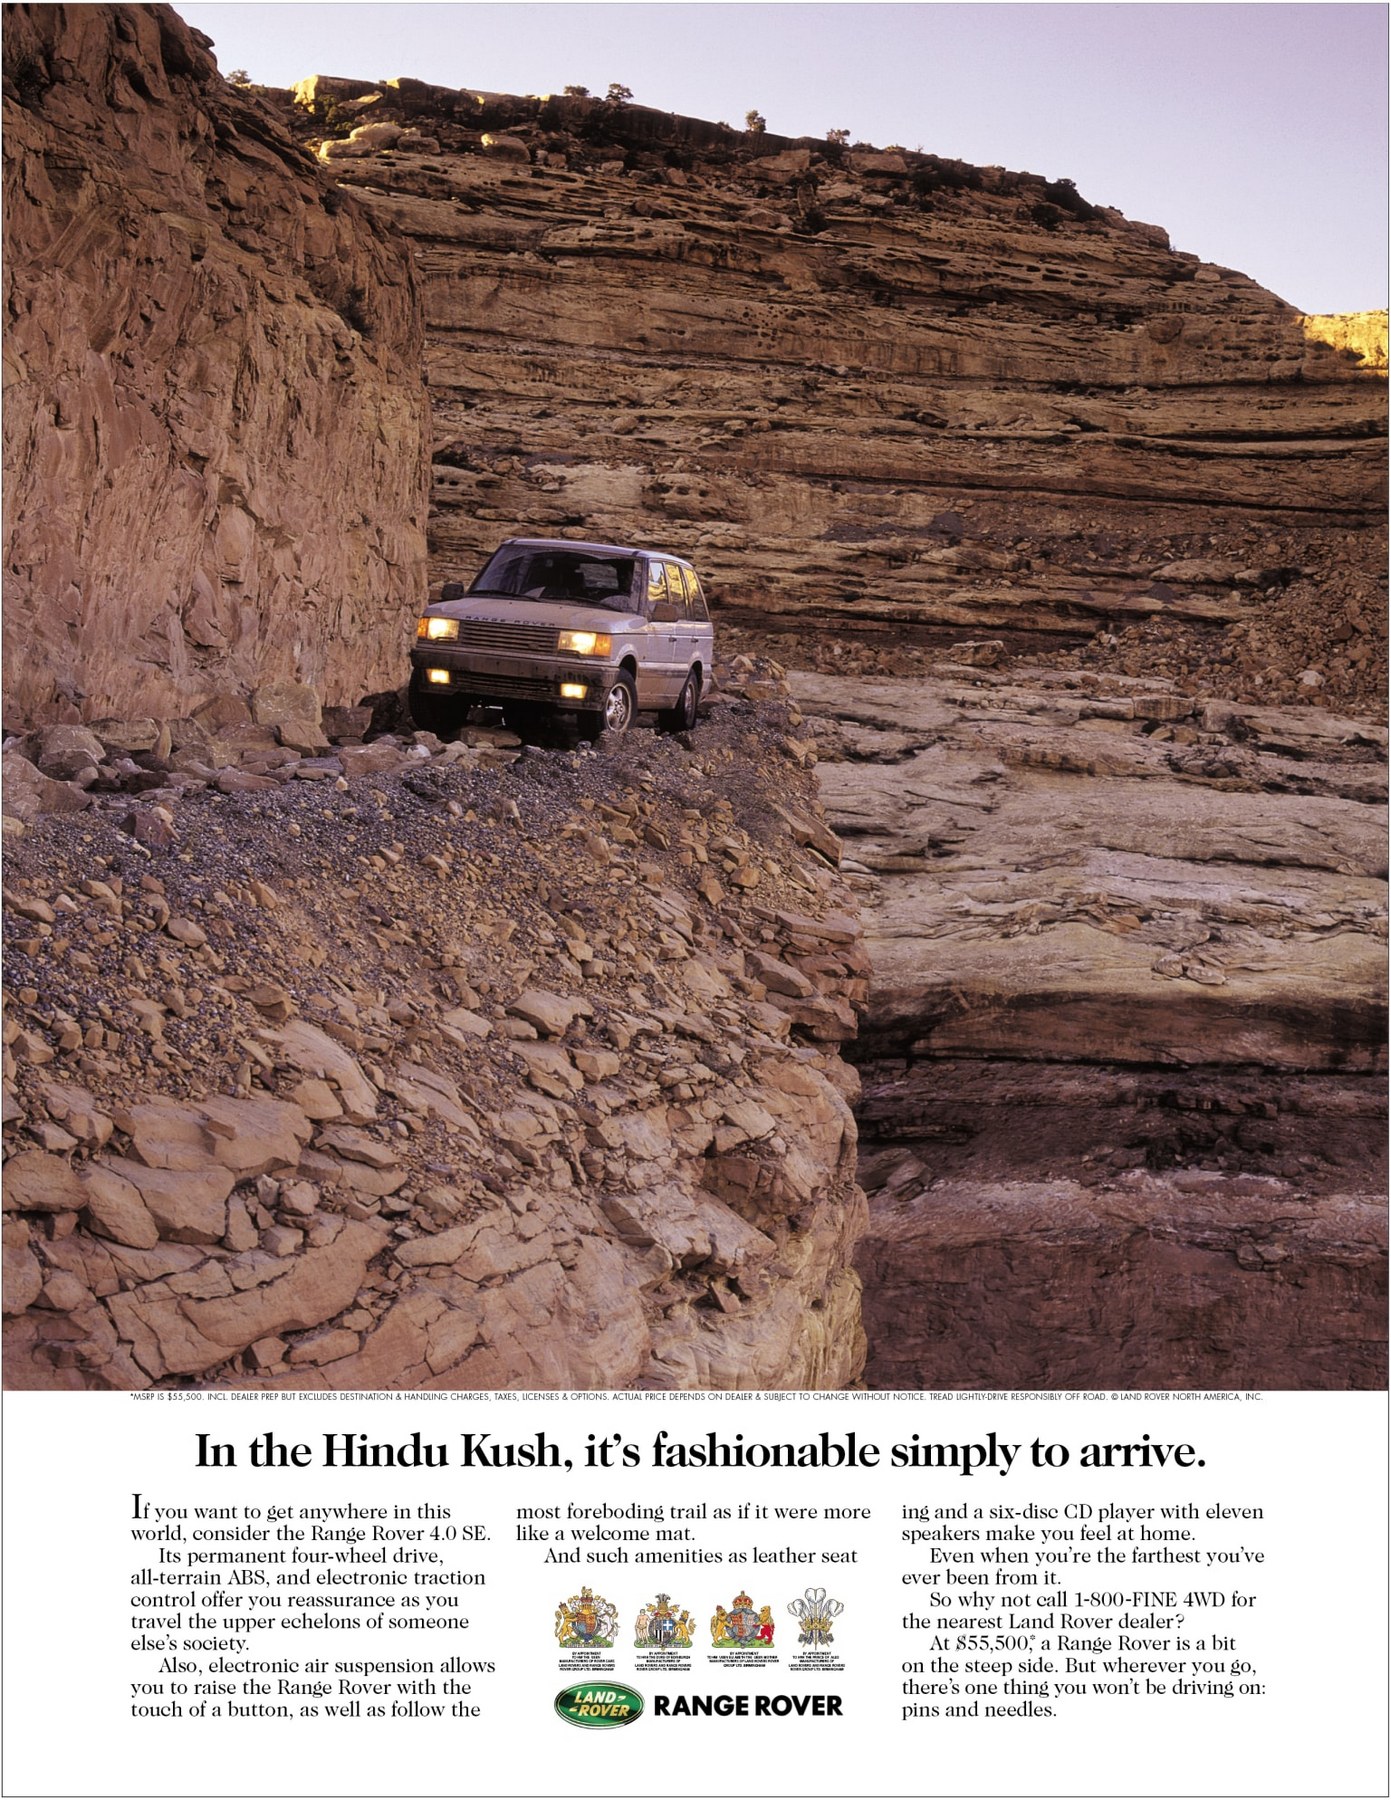 RANGE ROVER
*MSRP IS $55,500. INCL. DEALER PREP BUT EXCLUDES DESTINATION & HANDLING CHARGES, TAXES, LICENSES & OPTIONS. ACTUAL PRICE DEPENDS ON DEALER & SUBJECT TO CHANGE WITHOUT NOTICE. TREAD LIGHTLY-DRIVE RESPONSIBLY OFF ROAD. © LAND ROVER NORTH AMERICA, INC.
In the Hindu Kush, it's fashionable simply to arrive.
If you want to get anywhere in this
world, consider the Range Rover 4.0 SE.
Its permanent four-wheel drive,
all-terrain ABS, and electronic traction
control offer you reassurance as you
travel the upper echelons of someone
else's society.
Also, electronic air suspension allows
you to raise the Range Rover with the
touch of a button, as well as follow the
most foreboding trail as if it were more
like a welcome mat.
And such amenities as leather seat
LAND-
-ROVER
RANGE ROVER
ing and a six-disc CD player with eleven
speakers make you feel at home.
Even when you're the farthest you've
ever been from it.
So why not call 1-800-FINE 4WD for
the nearest Land Rover dealer?
At $55,500,* a Range Rover is a bit
on the steep side. But wherever you go,
there's one thing you won't be driving on:
pins and needles.